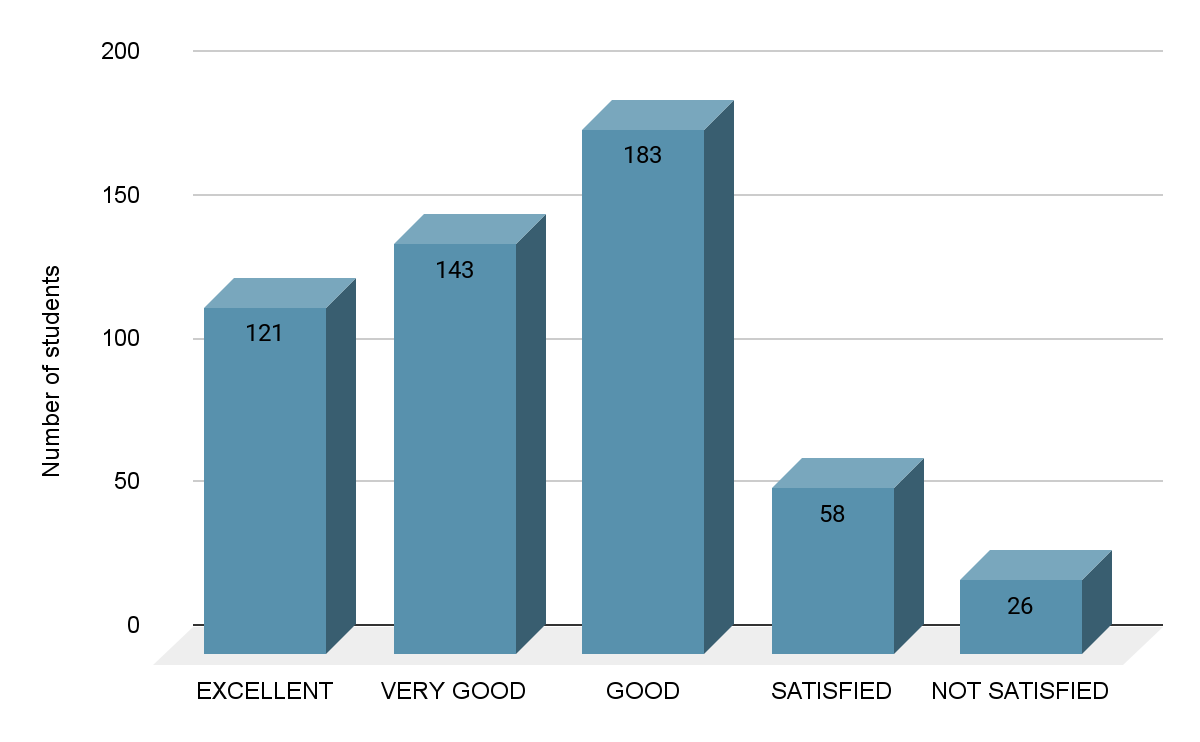 Number of students
200
150
100
50
0
121
143
183
58
26
EXCELLENT
VERY GOOD
GOOD
SATISFIED
NOT SATISFIED